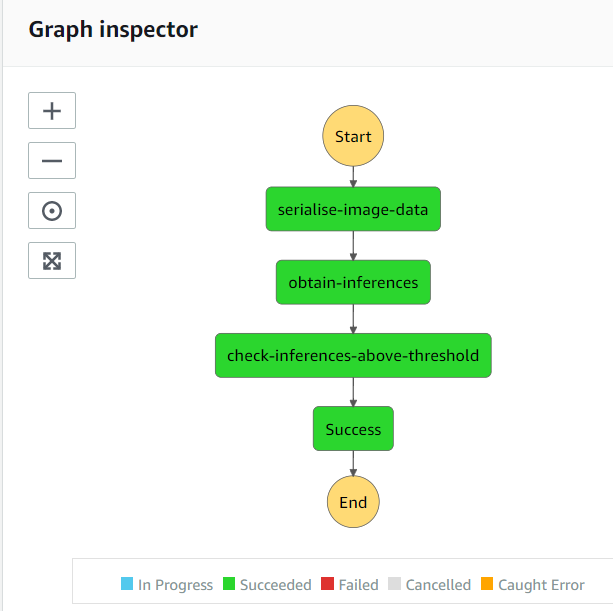 Graph inspector
Start
serialise-image-data
obtain-inferences
check-inferences-above-threshold
Success
End
In Progress Succeeded Failed Cancelled Caught Error